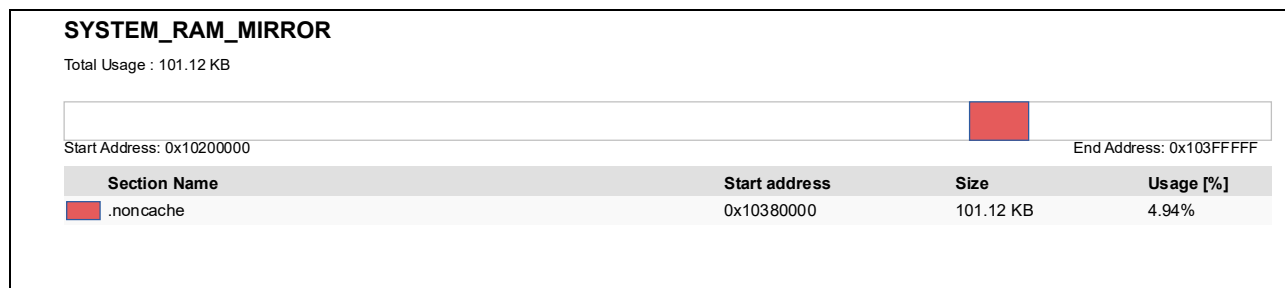 SYSTEM_RAM_MIRROR
Total Usage : 101.12 KB
Start Address: 0x10200000 End Address: 0x103FFFFF
Section Name Start address Size Usage [%]
.noncache 0x10380000 101.12 KB 4.94%